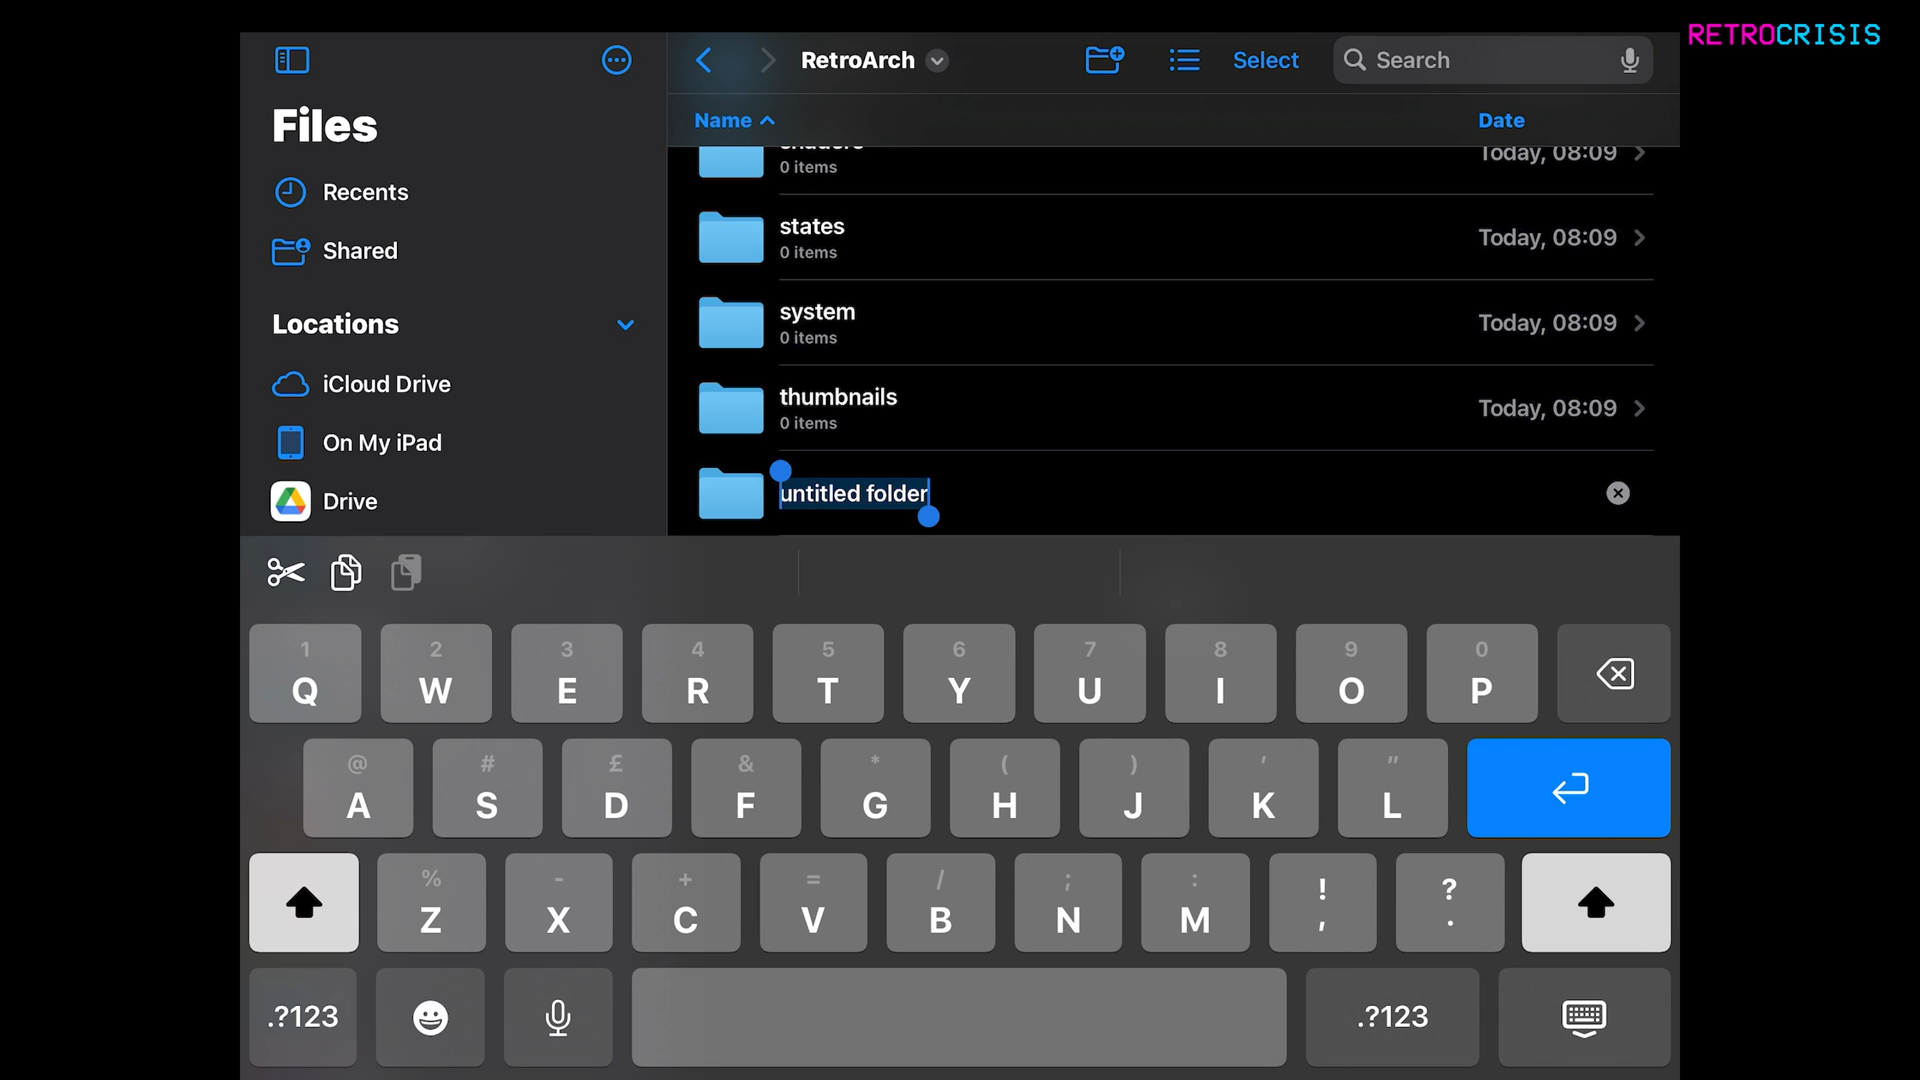 RETROCRISIS
RetroArch
Select
Search
Files
Name
Date
shaders
0 items
Today, 08:09
Recents
states
0 items
Today, 08:09
Shared
system
0 items
Today, 08:09
Locations
iCloud Drive
thumbnails
0 items
Today, 08:09
On My iPad
Drive
untitled folder
1 2 3 4 5 6 7 8 9 0
Q W E R T Y U I O P
@ # £ & * ( ) ' "
A S D F G H J K L
% - + = / ; : ! ?
Z X C V B N M , .
.?123
.?123